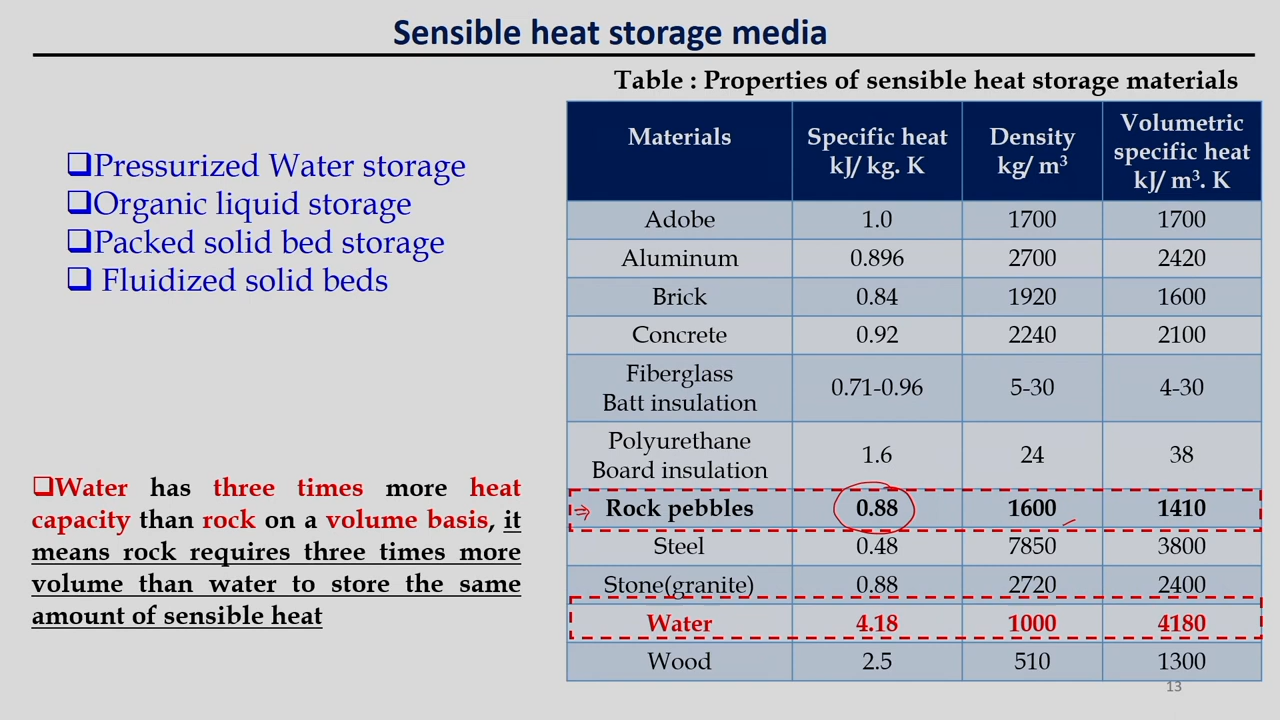 Sensible heat storage media
❑Pressurized Water storage
❑Organic liquid storage
❑Packed solid bed storage
❑ Fluidized solid beds
❑Water has three times more heat
capacity than rock on a volume basis, it
means rock requires three times more
volume than water to store the same
amount of sensible heat
Table : Properties of sensible heat storage materials
Materials Specific heat kJ/ kg. K Density kg/ m³ Volumetric specific heat kJ/ m³. K
Adobe 1.0 1700 1700
Aluminum 0.896 2700 2420
Brick 0.84 1920 1600
Concrete 0.92 2240 2100
Fiberglass
Batt insulation 0.71-0.96 5-30 4-30
Polyurethane
Board insulation 1.6 24 38
Rock pebbles 0.88 1600 1410
Steel 0.48 7850 3800
Stone(granite) 0.88 2720 2400
Water 4.18 1000 4180
Wood 2.5 510 1300
13